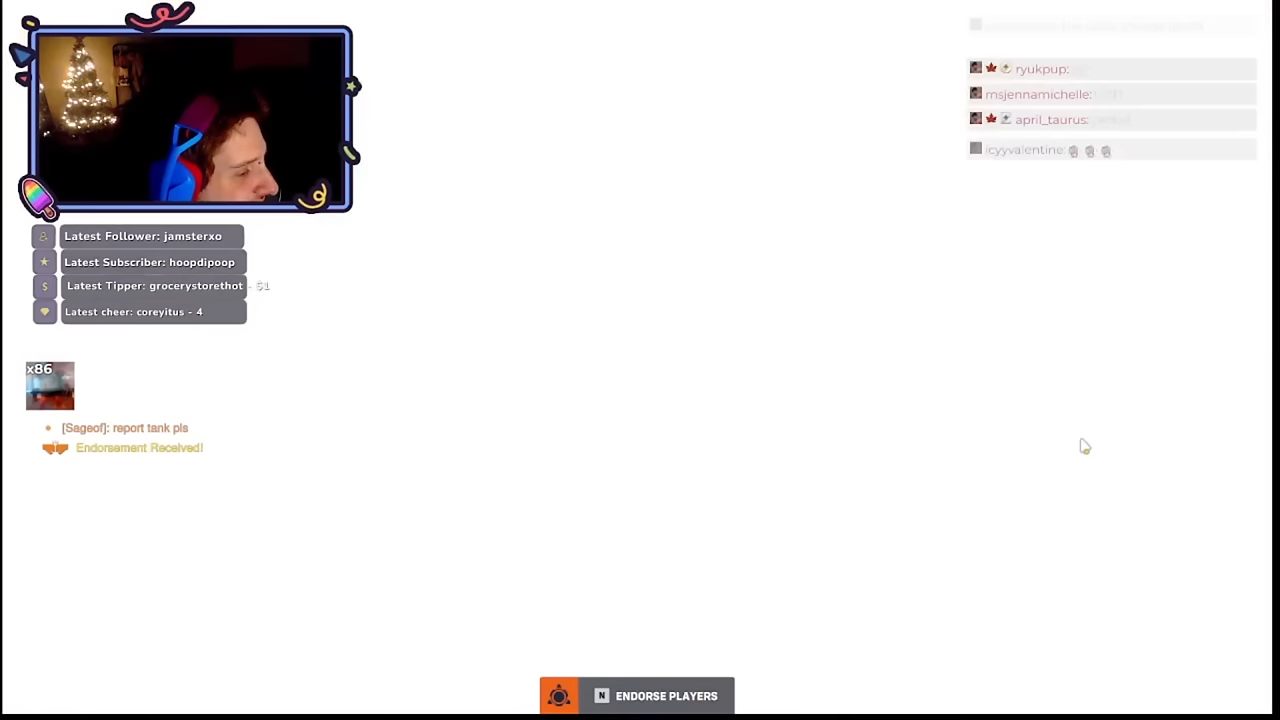 ryukpup:
msjennamichelle:
april_taurus:
icyyvalentine:
Latest Follower: jamsterxo
Latest Subscriber: hoopdipoop
Latest Tipper: grocerystorethot - $1
Latest cheer: coreyitus - 4
x86
[Sageof]: report tank pls
Endorsement Received!
N ENDORSE PLAYERS